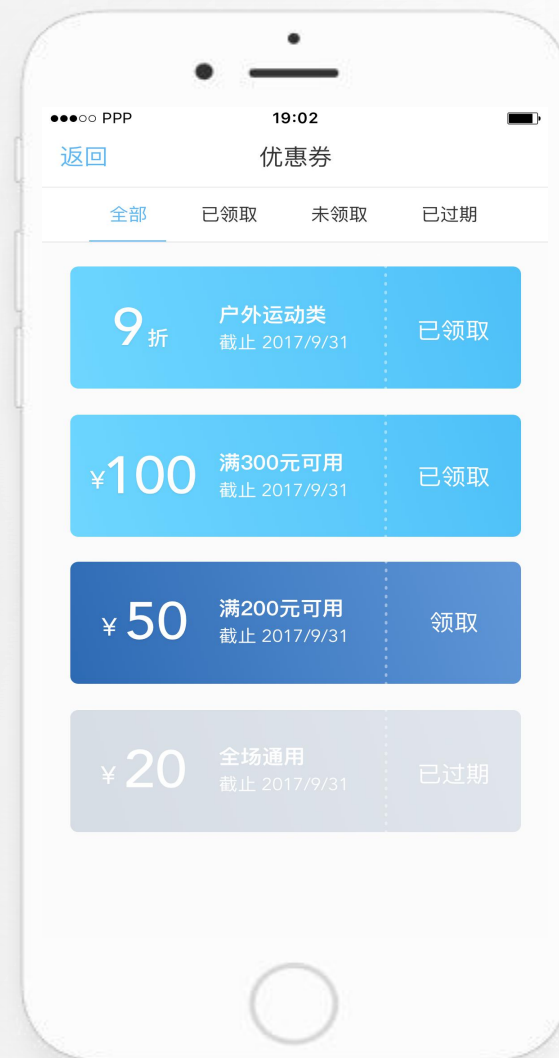 ●●●○○ PPP 19:02
返回 优惠券
全部 已领取 未领取 已过期
9折 户外运动类 已领取
截止 2017/9/31
¥100 满300元可用 已领取
截止 2017/9/31
¥ 50 满200元可用 领取
截止 2017/9/31
¥ 20 全场通用 已过期
截止 2017/9/31